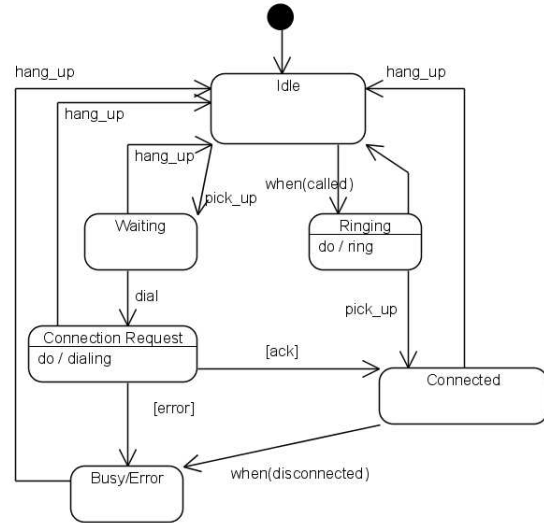 hang_up
hang_up
Idle
hang_up
hang_up
when(called)
pick_up
Waiting
Ringing
do / ring
dial
pick_up
Connection Request
do / dialing
[ack]
Connected
[error]
when(disconnected)
Busy/Error